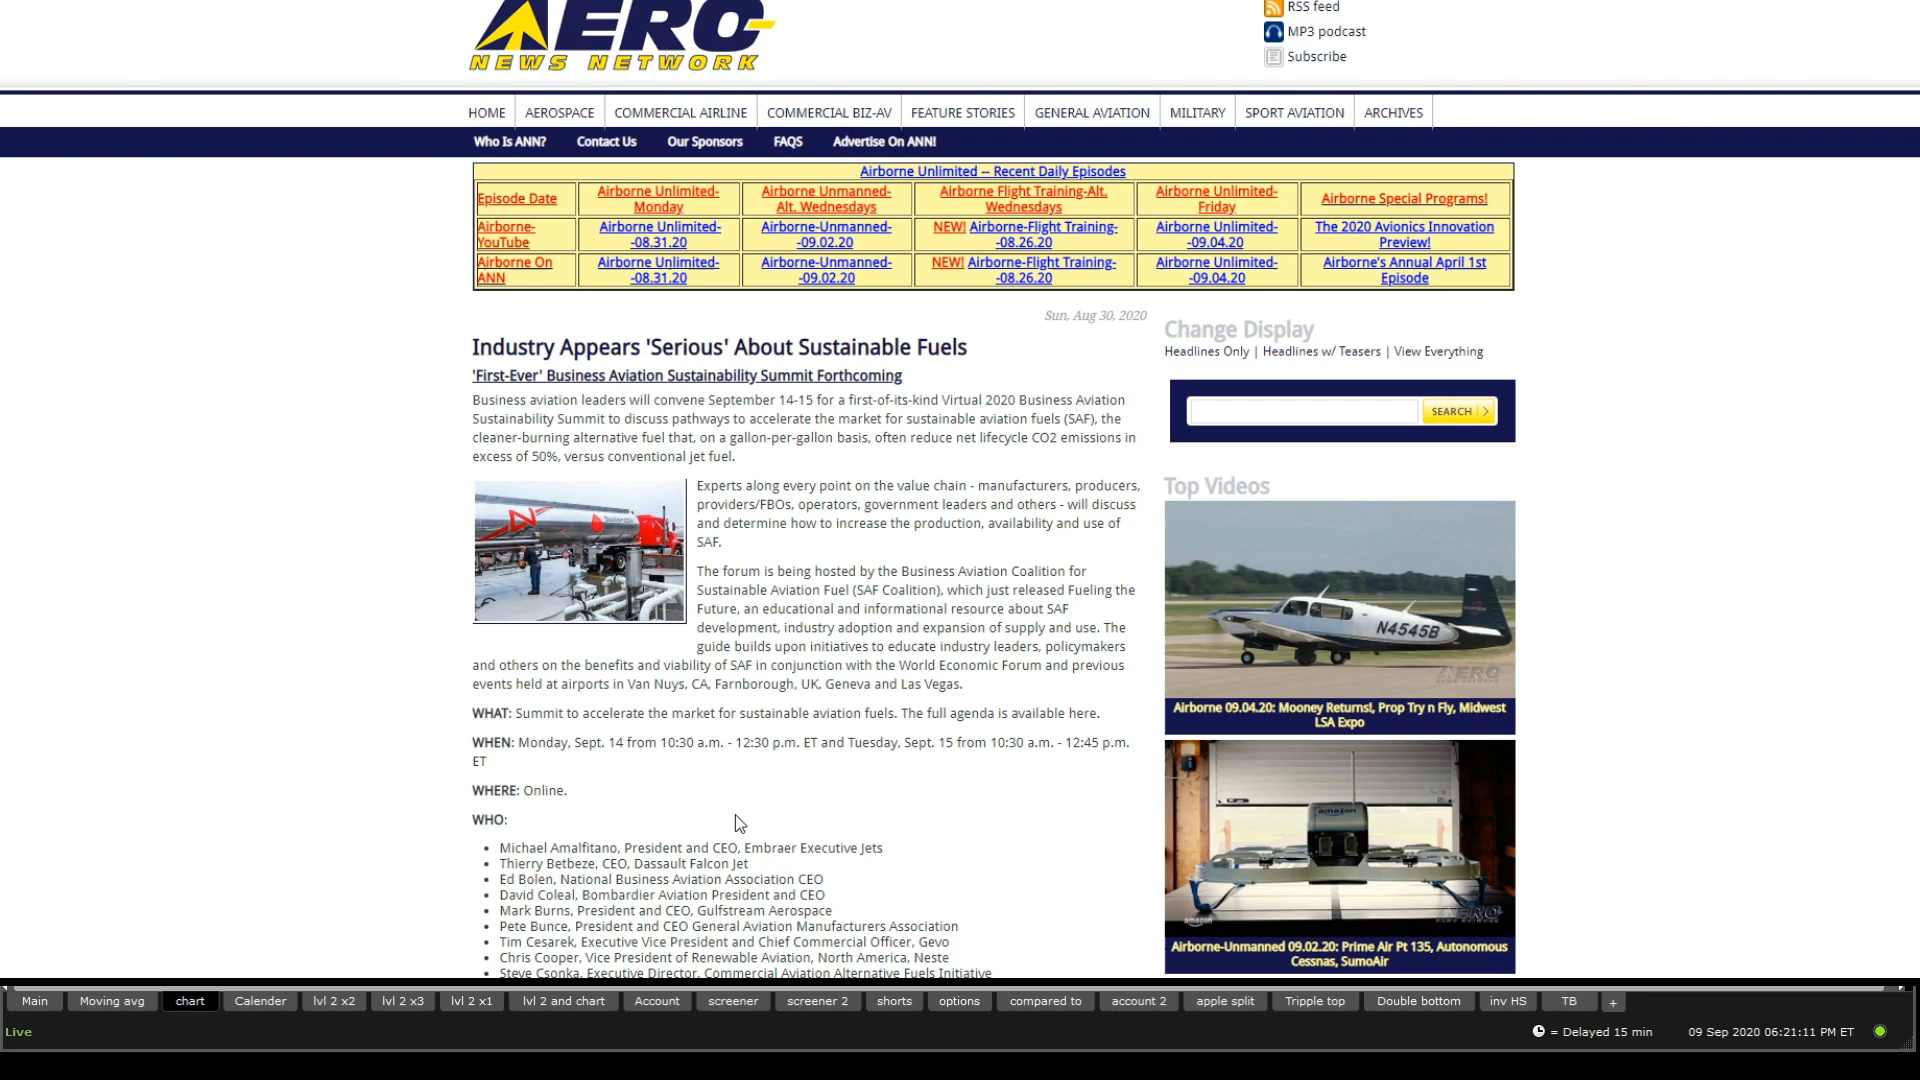 AERO
NEWS NETWORK
RSS feed
MP3 podcast
Subscribe
HOME AEROSPACE COMMERCIAL AIRLINE COMMERCIAL BIZ-AV FEATURE STORIES GENERAL AVIATION MILITARY SPORT AVIATION ARCHIVES
Who Is ANN? Contact Us Our Sponsors FAQS Advertise On ANN!
Airborne Unlimited -- Recent Daily Episodes
Episode Date
Airborne Unlimited-
Monday
Airborne Unmanned-
Alt. Wednesdays
Airborne Flight Training-Alt.
Wednesdays
Airborne Unlimited-
Friday
Airborne Special Programs!
Airborne-
YouTube
Airborne Unlimited-
-08.31.20
Airborne-Unmanned-
-09.02.20
NEW! Airborne-Flight Training-
-08.26.20
Airborne Unlimited-
-09.04.20
The 2020 Avionics Innovation
Preview!
Airborne On
ANN
Airborne Unlimited-
-08.31.20
Airborne-Unmanned-
-09.02.20
NEW! Airborne-Flight Training-
-08.26.20
Airborne Unlimited-
-09.04.20
Airborne's Annual April 1st
Episode
Sun, Aug 30, 2020
Industry Appears 'Serious' About Sustainable Fuels
'First-Ever' Business Aviation Sustainability Summit Forthcoming
Business aviation leaders will convene September 14-15 for a first-of-its-kind Virtual 2020 Business Aviation
Sustainability Summit to discuss pathways to accelerate the market for sustainable aviation fuels (SAF), the
cleaner-burning alternative fuel that, on a gallon-per-gallon basis, often reduce net lifecycle CO2 emissions in
excess of 50%, versus conventional jet fuel.
Experts along every point on the value chain - manufacturers, producers,
providers/FBOs, operators, government leaders and others - will discuss
and determine how to increase the production, availability and use of
SAF.
The forum is being hosted by the Business Aviation Coalition for
Sustainable Aviation Fuel (SAF Coalition), which just released Fueling the
Future, an educational and informational resource about SAF
development, industry adoption and expansion of supply and use. The
guide builds upon initiatives to educate industry leaders, policymakers
and others on the benefits and viability of SAF in conjunction with the World Economic Forum and previous
events held at airports in Van Nuys, CA, Farnborough, UK, Geneva and Las Vegas.
WHAT: Summit to accelerate the market for sustainable aviation fuels. The full agenda is available here.
WHEN: Monday, Sept. 14 from 10:30 a.m. - 12:30 p.m. ET and Tuesday, Sept. 15 from 10:30 a.m. - 12:45 p.m.
ET
WHERE: Online.
WHO:
• Michael Amalfitano, President and CEO, Embraer Executive Jets
• Thierry Betbeze, CEO, Dassault Falcon Jet
• Ed Bolen, National Business Aviation Association CEO
• David Coleal, Bombardier Aviation President and CEO
• Mark Burns, President and CEO, Gulfstream Aerospace
• Pete Bunce, President and CEO General Aviation Manufacturers Association
• Tim Cesarek, Executive Vice President and Chief Commercial Officer, Gevo
• Chris Cooper, Vice President of Renewable Aviation, North America, Neste
• Steve Csonka, Executive Director, Commercial Aviation Alternative Fuels Initiative
Change Display
Headlines Only | Headlines w/ Teasers | View Everything
SEARCH
Top Videos
N4545B
AERO
Airborne 09.04.20: Mooney Returns!, Prop Try n Fly, Midwest
LSA Expo
amazon
amazon
AERO
Airborne-Unmanned 09.02.20: Prime Air Pt 135, Autonomous
Cessnas, SumoAir
Main Moving avg chart Calender lvl 2 x2 lvl 2 x3 lvl 2 x1 lvl 2 and chart Account screener screener 2 shorts options compared to account 2 apple split Tripple top Double bottom inv HS TB +
Live
= Delayed 15 min 09 Sep 2020 06:21:11 PM ET